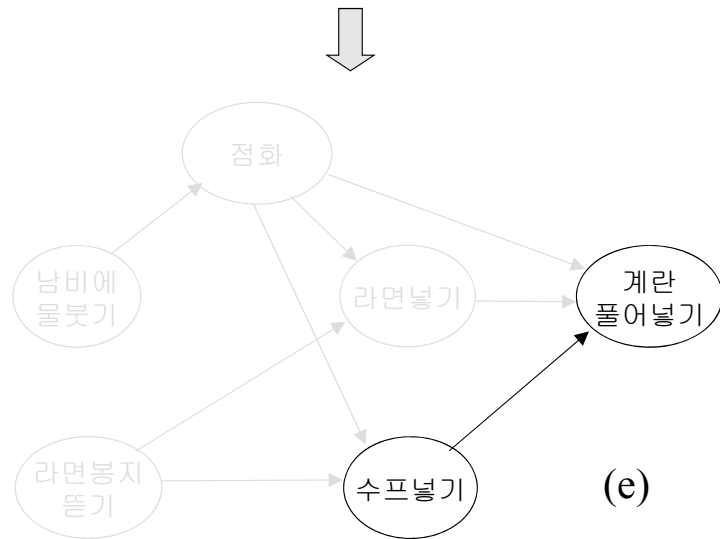 점화
남비에
물붓기
라면넣기
계란
풀어넣기
라면봉지
뜯기
수프넣기
(e)